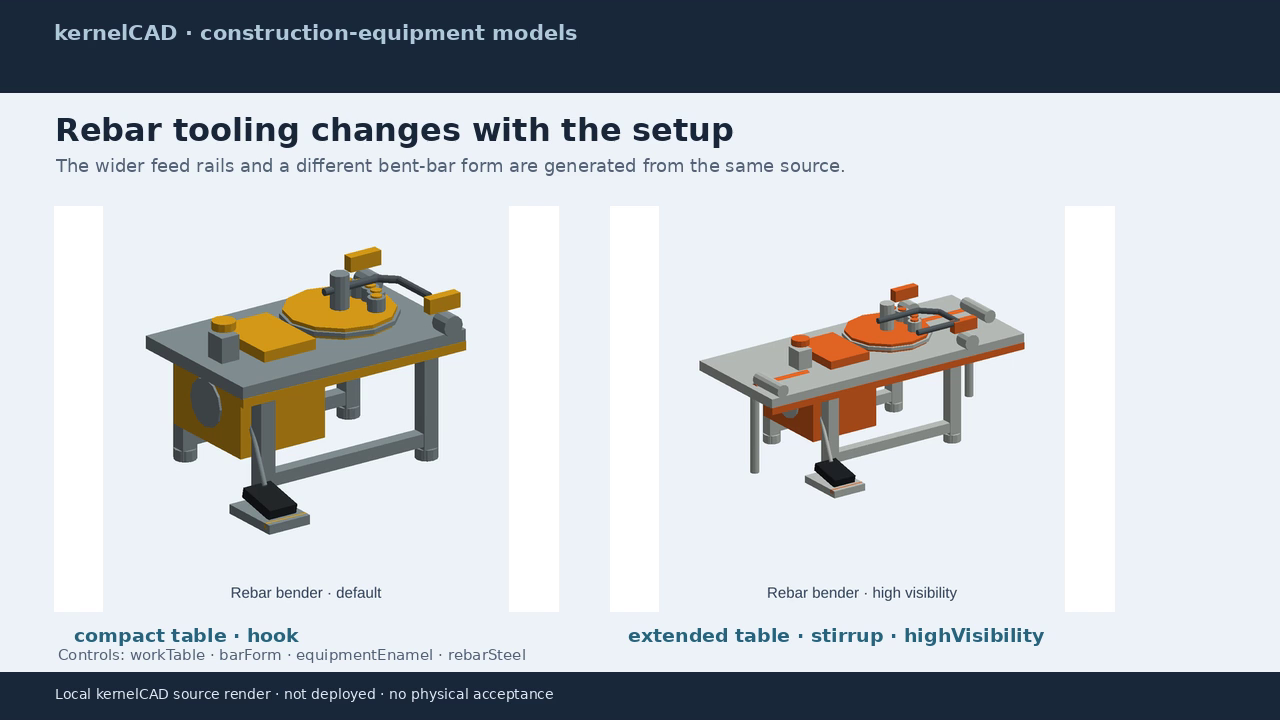 kernelCAD · construction-equipment models
Rebar tooling changes with the setup
The wider feed rails and a different bent-bar form are generated from the same source.
Rebar bender · default
Rebar bender · high visibility
compact table · hook
extended table · stirrup · highVisibility
Controls: workTable · barForm · equipmentEnamel · rebarSteel
Local kernelCAD source render · not deployed · no physical acceptance